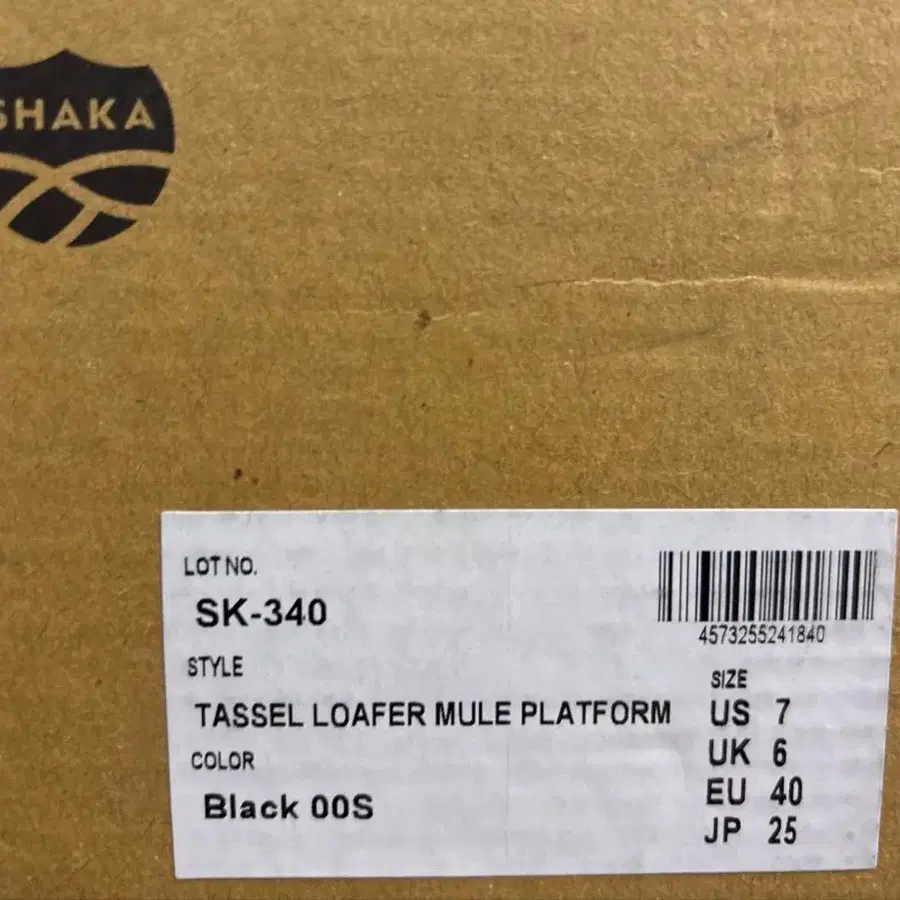 SHAKA
LOT NO.
SK-340
4573255241840
STYLE
TASSEL LOAFER MULE PLATFORM
COLOR
Black 00S
SIZE
US 7
UK 6
EU 40
JP 25